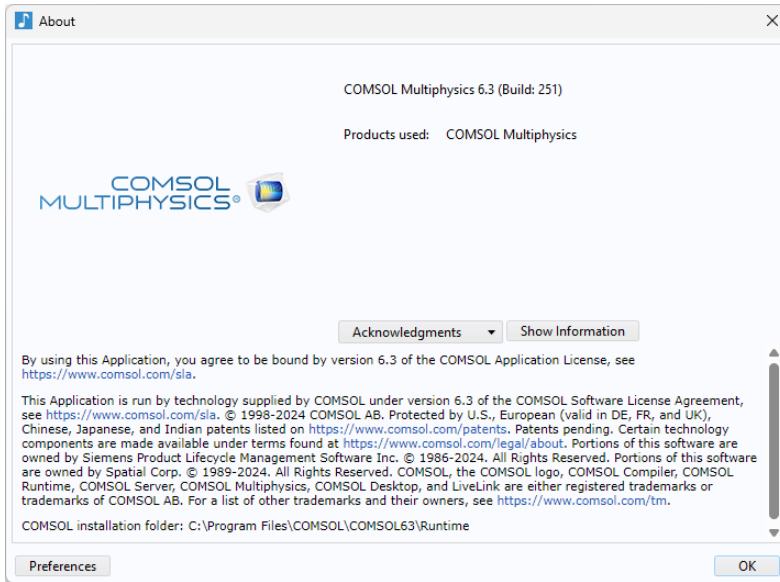 About
COMSOL Multiphysics 6.3 (Build: 251)
Products used: COMSOL Multiphysics
COMSOL
MULTIPHYSICS®
Acknowledgments
Show Information
By using this Application, you agree to be bound by version 6.3 of the COMSOL Application License, see
https://www.comsol.com/sla.
This Application is run by technology supplied by COMSOL under version 6.3 of the COMSOL Software License Agreement,
see https://www.comsol.com/sla. © 1998-2024 COMSOL AB. Protected by U.S., European (valid in DE, FR, and UK),
Chinese, Japanese, and Indian patents listed on https://www.comsol.com/patents. Patents pending. Certain technology
components are made available under terms found at https://www.comsol.com/legal/about. Portions of this software are
owned by Siemens Product Lifecycle Management Software Inc. © 1986-2024. All Rights Reserved. Portions of this software
are owned by Spatial Corp. © 1989-2024. All Rights Reserved. COMSOL, the COMSOL logo, COMSOL Compiler, COMSOL
Runtime, COMSOL Server, COMSOL Multiphysics, COMSOL Desktop, and LiveLink are either registered trademarks or
trademarks of COMSOL AB. For a list of other trademarks and their owners, see https://www.comsol.com/tm.
COMSOL installation folder: C:\Program Files\COMSOL\COMSOL63\Runtime
Preferences
OK